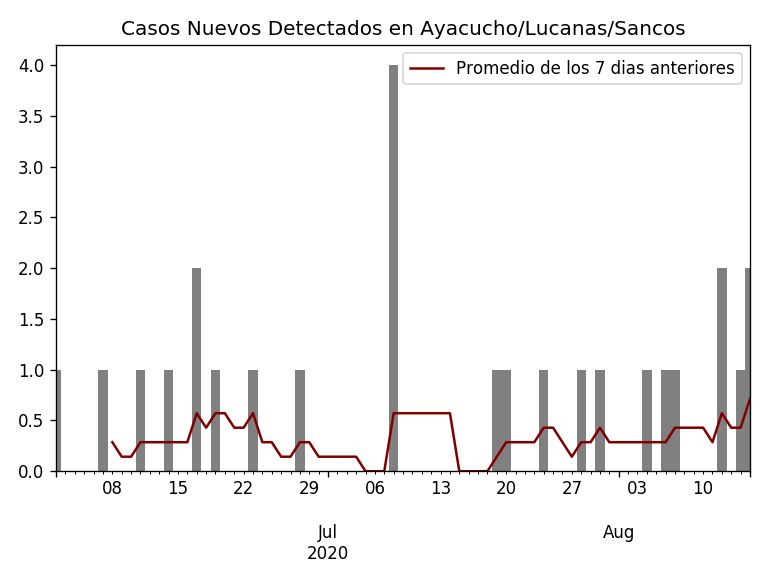 Casos Nuevos Detectados en Ayacucho/Lucanas/Sancos
Promedio de los 7 dias anteriores
4.0
3.5
3.0
2.5
2.0
1.5
1.0
0.5
0.0
08 15 22 29 06 13 20 27 03 10
Jul Aug
2020